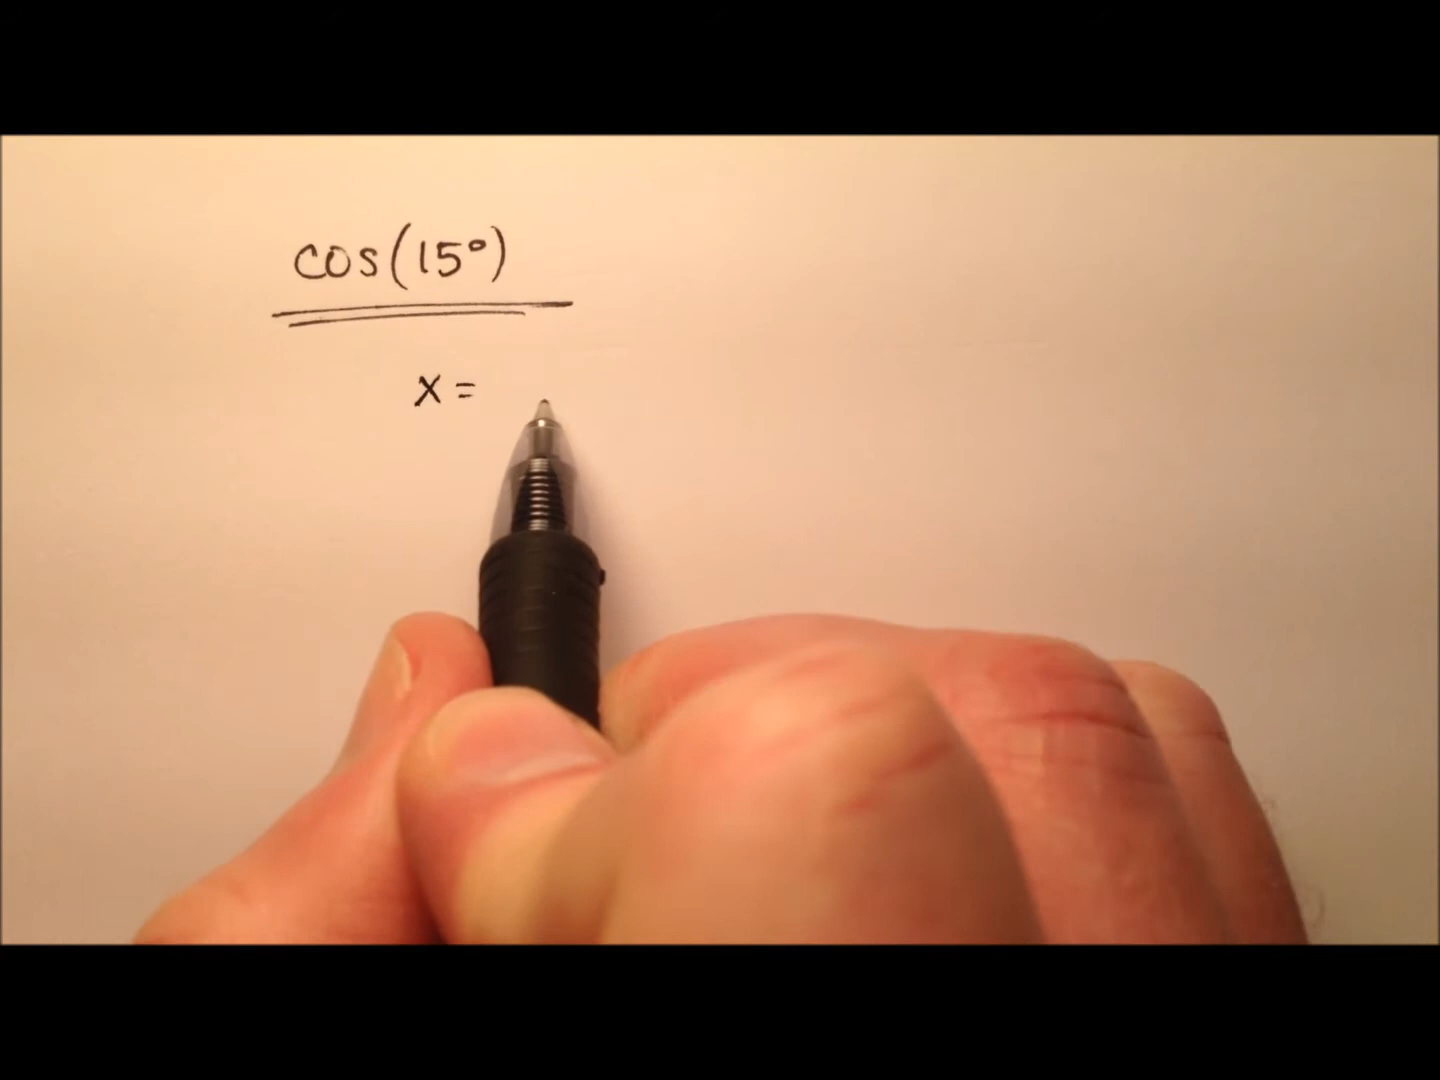 cos(15°)
x =